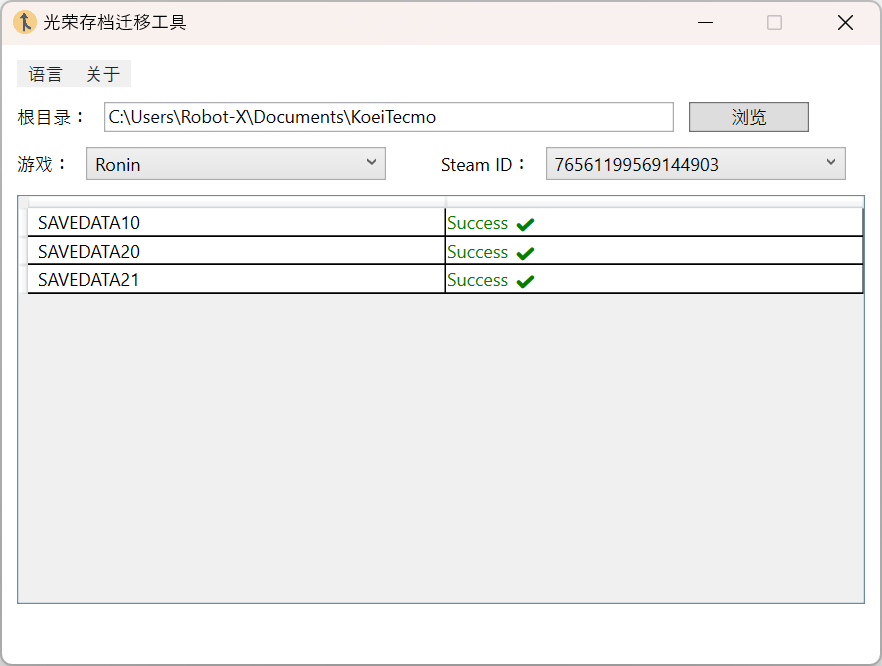 光荣存档迁移工具
语言 关于
根目录： C:\Users\Robot-X\Documents\KoeiTecmo 浏览
游戏： Ronin Steam ID： 76561199569144903
SAVEDATA10 Success
SAVEDATA20 Success
SAVEDATA21 Success